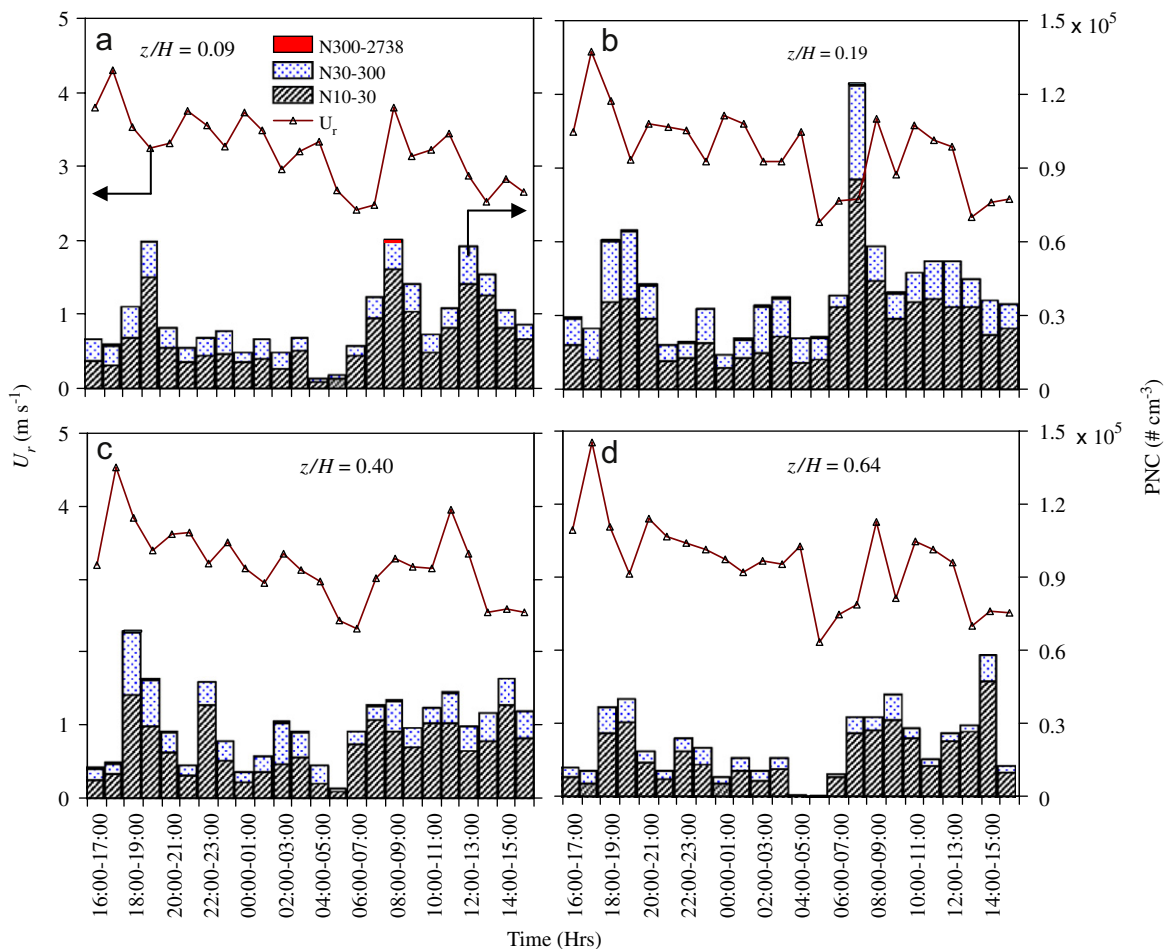 a
z/H = 0.09
N300-2738
N30-300
N10-30
U_r
5
4
3
2
1
0
b
z/H = 0.19
1.5
x 10⁵
1.2
0.9
0.6
0.3
0
c
z/H = 0.40
5
4
1
0
d
z/H = 0.64
1.5
x 10⁵
1.2
0.9
0.6
0.3
0
U_r (m s⁻¹)
PNC (# cm⁻³)
16:00-17:00
18:00-19:00
20:00-21:00
22:00-23:00
00:00-01:00
02:00-03:00
04:00-05:00
06:00-07:00
08:00-09:00
10:00-11:00
12:00-13:00
14:00-15:00
16:00-17:00
18:00-19:00
20:00-21:00
22:00-23:00
00:00-01:00
02:00-03:00
04:00-05:00
06:00-07:00
08:00-09:00
10:00-11:00
12:00-13:00
14:00-15:00
Time (Hrs)